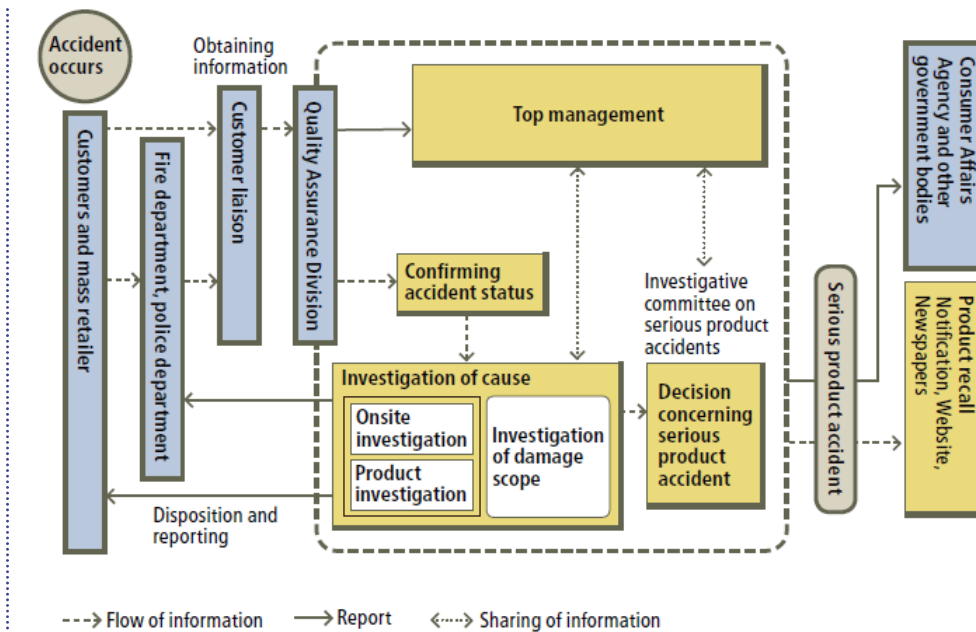 Accident
occurs
Obtaining
information
Customers and mass retailer
Fire department, police department
Customer liaison
Quality Assurance Division
Top management
Confirming
accident status
Investigative
committee on
serious product
accidents
Investigation of cause
Onsite
investigation
Product
investigation
Investigation
of damage
scope
Decision
concerning
serious
product
accident
Disposition and
reporting
Serious product accident
Consumer Affairs
Agency and other
government bodies
Product recall
Notification, Website,
Newspapers
Flow of information
Report
Sharing of information